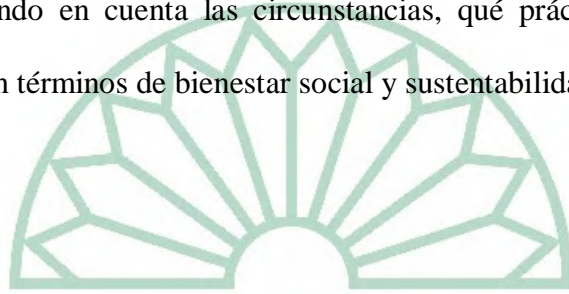 ndo en cuenta las circunstancias, qué prác
n términos de bienestar social y sustentabilida